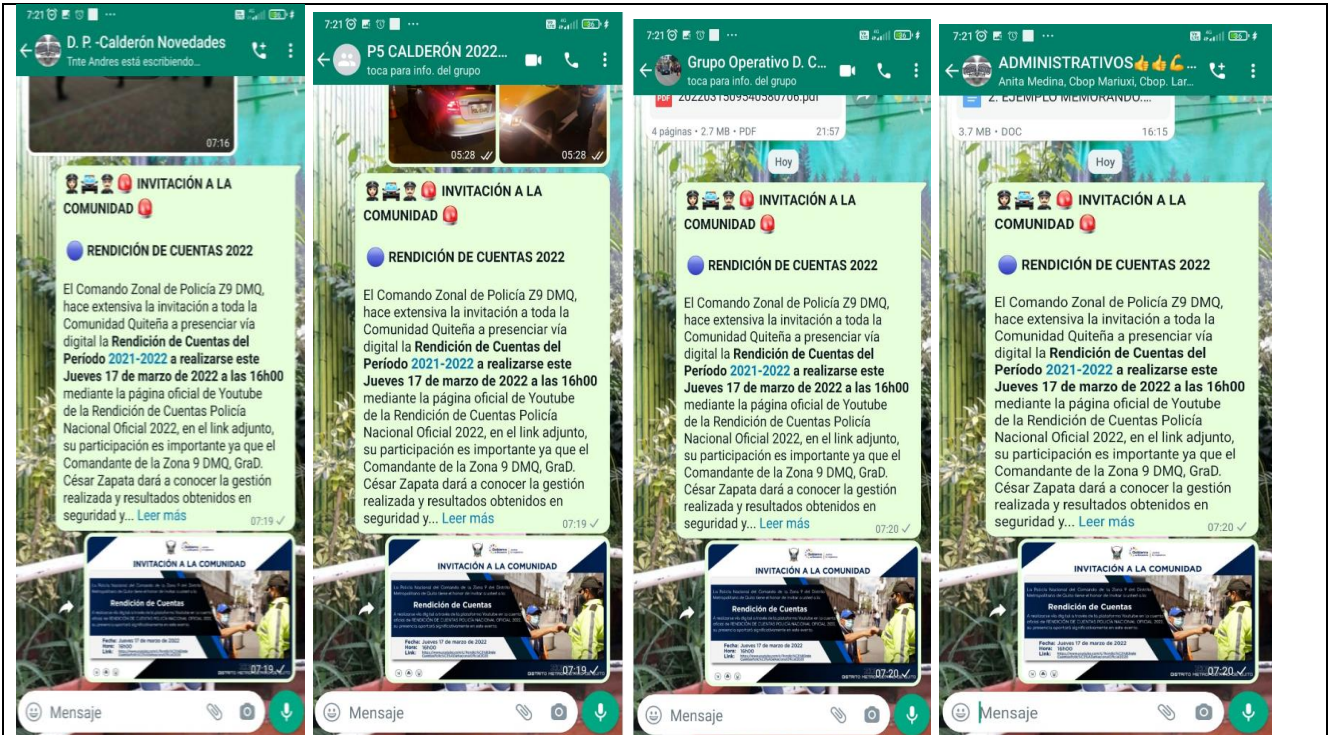 7:21
D. P. -Calderón Novedades
Tnte Andres está escribiendo...
07:16
INVITACIÓN A LA
COMUNIDAD
RENDICIÓN DE CUENTAS 2022
El Comando Zonal de Policía Z9 DMQ,
hace extensiva la invitación a toda la
Comunidad Quiteña a presenciar vía
digital la Rendición de Cuentas del
Período 2021-2022 a realizarse este
Jueves 17 de marzo de 2022 a las 16h00
mediante la página oficial de Youtube
de la Rendición de Cuentas Policía
Nacional Oficial 2022, en el link adjunto,
su participación es importante ya que el
Comandante de la Zona 9 DMQ, GraD.
César Zapata dará a conocer la gestión
realizada y resultados obtenidos en
seguridad y... Leer más
07:19
INVITACIÓN A LA COMUNIDAD
Rendición de Cuentas
Fecha: Jueves 17 de marzo de 2022
Hora: 16h00
Link:
07:19
Mensaje
7:21
P5 CALDERÓN 2022...
toca para info. del grupo
05:28
05:28
INVITACIÓN A LA
COMUNIDAD
RENDICIÓN DE CUENTAS 2022
El Comando Zonal de Policía Z9 DMQ,
hace extensiva la invitación a toda la
Comunidad Quiteña a presenciar vía
digital la Rendición de Cuentas del
Período 2021-2022 a realizarse este
Jueves 17 de marzo de 2022 a las 16h00
mediante la página oficial de Youtube
de la Rendición de Cuentas Policía
Nacional Oficial 2022, en el link adjunto,
su participación es importante ya que el
Comandante de la Zona 9 DMQ, GraD.
César Zapata dará a conocer la gestión
realizada y resultados obtenidos en
seguridad y... Leer más
07:19
INVITACIÓN A LA COMUNIDAD
Rendición de Cuentas
Fecha: Jueves 17 de marzo de 2022
Hora: 16h00
Link:
07:19
Mensaje
7:21
Grupo Operativo D. C...
toca para info. del grupo
PDF 2022031509540580706.pdf
4 páginas • 2.7 MB • PDF 21:57
Hoy
INVITACIÓN A LA
COMUNIDAD
RENDICIÓN DE CUENTAS 2022
El Comando Zonal de Policía Z9 DMQ,
hace extensiva la invitación a toda la
Comunidad Quiteña a presenciar vía
digital la Rendición de Cuentas del
Período 2021-2022 a realizarse este
Jueves 17 de marzo de 2022 a las 16h00
mediante la página oficial de Youtube
de la Rendición de Cuentas Policía
Nacional Oficial 2022, en el link adjunto,
su participación es importante ya que el
Comandante de la Zona 9 DMQ, GraD.
César Zapata dará a conocer la gestión
realizada y resultados obtenidos en
seguridad y... Leer más
07:20
INVITACIÓN A LA COMUNIDAD
Rendición de Cuentas
Fecha: Jueves 17 de marzo de 2022
Hora: 16h00
Link:
07:20
Mensaje
7:21
ADMINISTRATIVOS👍👍💪...
Anita Medina, Cbop Mariuxi, Cbop. Lar...
2. EJEMPLO MEMORANDO....
3.7 MB • DOC 16:15
Hoy
INVITACIÓN A LA
COMUNIDAD
RENDICIÓN DE CUENTAS 2022
El Comando Zonal de Policía Z9 DMQ,
hace extensiva la invitación a toda la
Comunidad Quiteña a presenciar vía
digital la Rendición de Cuentas del
Período 2021-2022 a realizarse este
Jueves 17 de marzo de 2022 a las 16h00
mediante la página oficial de Youtube
de la Rendición de Cuentas Policía
Nacional Oficial 2022, en el link adjunto,
su participación es importante ya que el
Comandante de la Zona 9 DMQ, GraD.
César Zapata dará a conocer la gestión
realizada y resultados obtenidos en
seguridad y... Leer más
07:20
INVITACIÓN A LA COMUNIDAD
Rendición de Cuentas
Fecha: Jueves 17 de marzo de 2022
Hora: 16h00
Link:
07:20
Mensaje